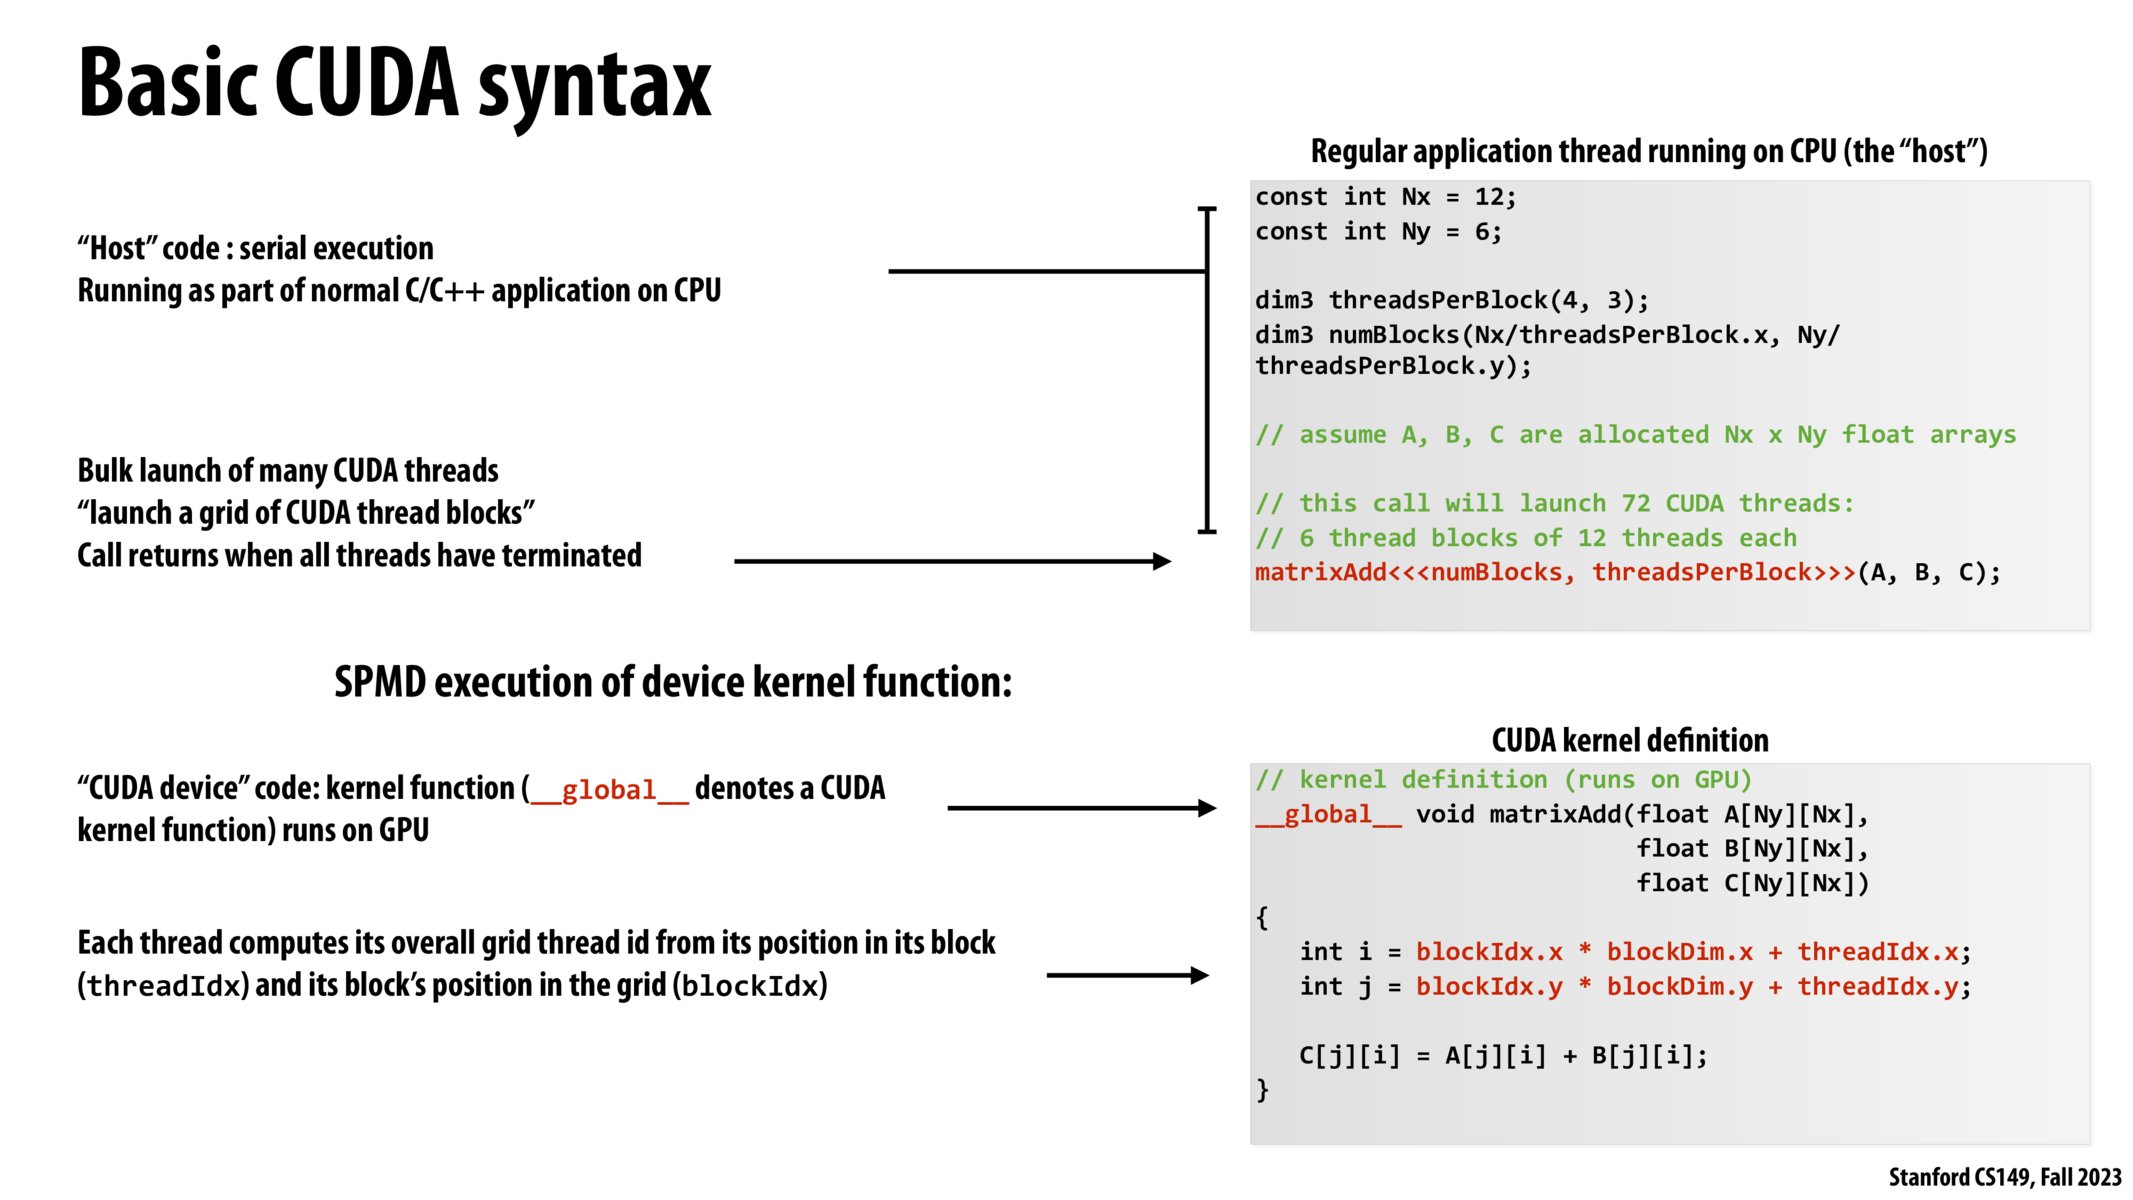 Basic CUDA syntax
“Host” code : serial execution
Running as part of normal C/C++ application on CPU
Bulk launch of many CUDA threads
“launch a grid of CUDA thread blocks”
Call returns when all threads have terminated
Regular application thread running on CPU (the “host”)
const int Nx = 12;
const int Ny = 6;
dim3 threadsPerBlock(4, 3);
dim3 numBlocks(Nx/threadsPerBlock.x, Ny/
threadsPerBlock.y);
// assume A, B, C are allocated Nx x Ny float arrays
// this call will launch 72 CUDA threads:
// 6 thread blocks of 12 threads each
matrixAdd<<<numBlocks, threadsPerBlock>>>(A, B, C);
SPMD execution of device kernel function:
“CUDA device” code: kernel function (__global__ denotes a CUDA
kernel function) runs on GPU
Each thread computes its overall grid thread id from its position in its block
(threadIdx) and its block’s position in the grid (blockIdx)
CUDA kernel definition
// kernel definition (runs on GPU)
__global__ void matrixAdd(float A[Ny][Nx],
float B[Ny][Nx],
float C[Ny][Nx])
{
int i = blockIdx.x * blockDim.x + threadIdx.x;
int j = blockIdx.y * blockDim.y + threadIdx.y;
C[j][i] = A[j][i] + B[j][i];
}
Stanford CS149, Fall 2023